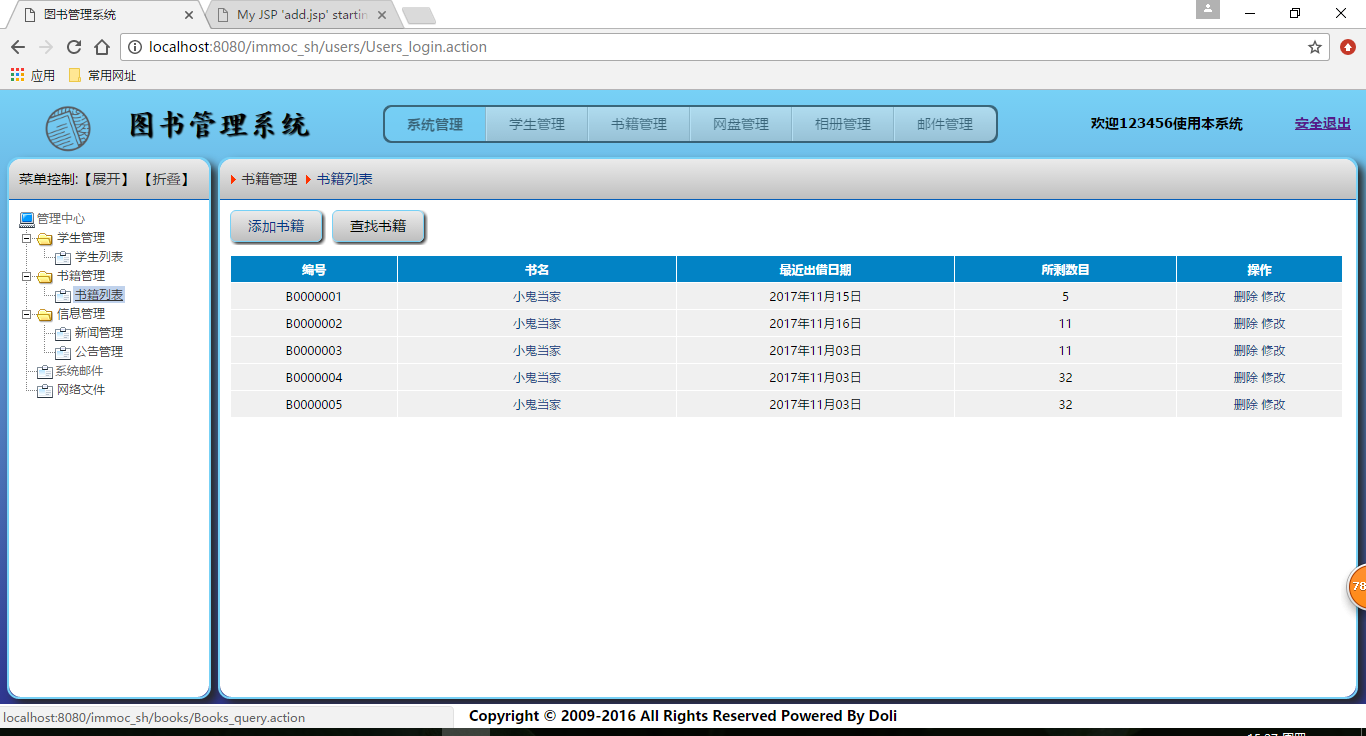 图书管理系统
My JSP 'add.jsp' startin
localhost:8080/immoc_sh/users/Users_login.action
应用 常用网址
图书管理系统
系统管理 学生管理 书籍管理 网盘管理 相册管理 邮件管理
欢迎123456使用本系统 安全退出
菜单控制:【展开】 【折叠】
管理中心
学生管理
学生列表
书籍管理
书籍列表
信息管理
新闻管理
公告管理
系统邮件
网络文件
书籍管理 书籍列表
添加书籍 查找书籍
编号 书名 最近出借日期 所剩数目 操作
B0000001 小鬼当家 2017年11月15日 5 删除 修改
B0000002 小鬼当家 2017年11月16日 11 删除 修改
B0000003 小鬼当家 2017年11月03日 11 删除 修改
B0000004 小鬼当家 2017年11月03日 32 删除 修改
B0000005 小鬼当家 2017年11月03日 32 删除 修改
78
localhost:8080/immoc_sh/books/Books_query.action
Copyright © 2009-2016 All Rights Reserved Powered By Doli